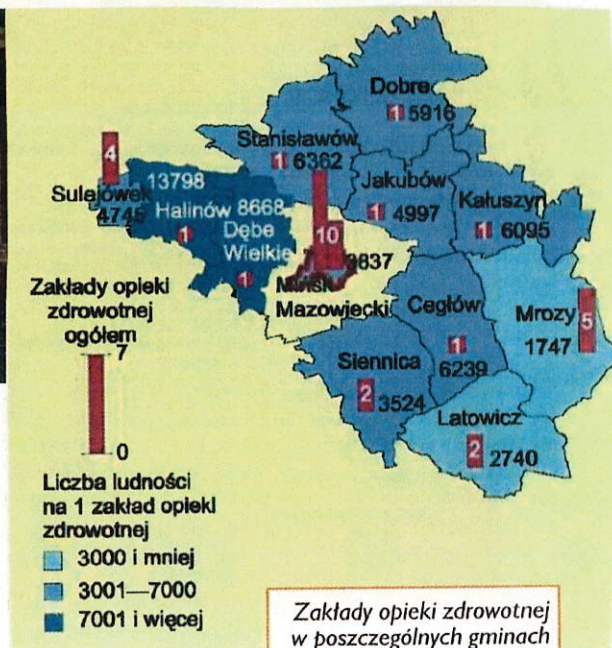 Dobre
1 5916
Stanisławów
1 6362
4
Sulejówek
4745
13798
Halinów 8668
1
Dębe
Wielkie
1
Jakubów
1 4997
Kałuszyn
1 6095
10
Mińsk
Mazowiecki
Cegłów
1
6239
Mrozy
1747
5
Siennica
2 3524
Latowicz
2 2740
Zakłady opieki
zdrowotnej
ogółem
7
0
Liczba ludności
na 1 zakład opieki
zdrowotnej
3000 i mniej
3001—7000
7001 i więcej
Zakłady opieki zdrowotnej
w poszczególnych gminach